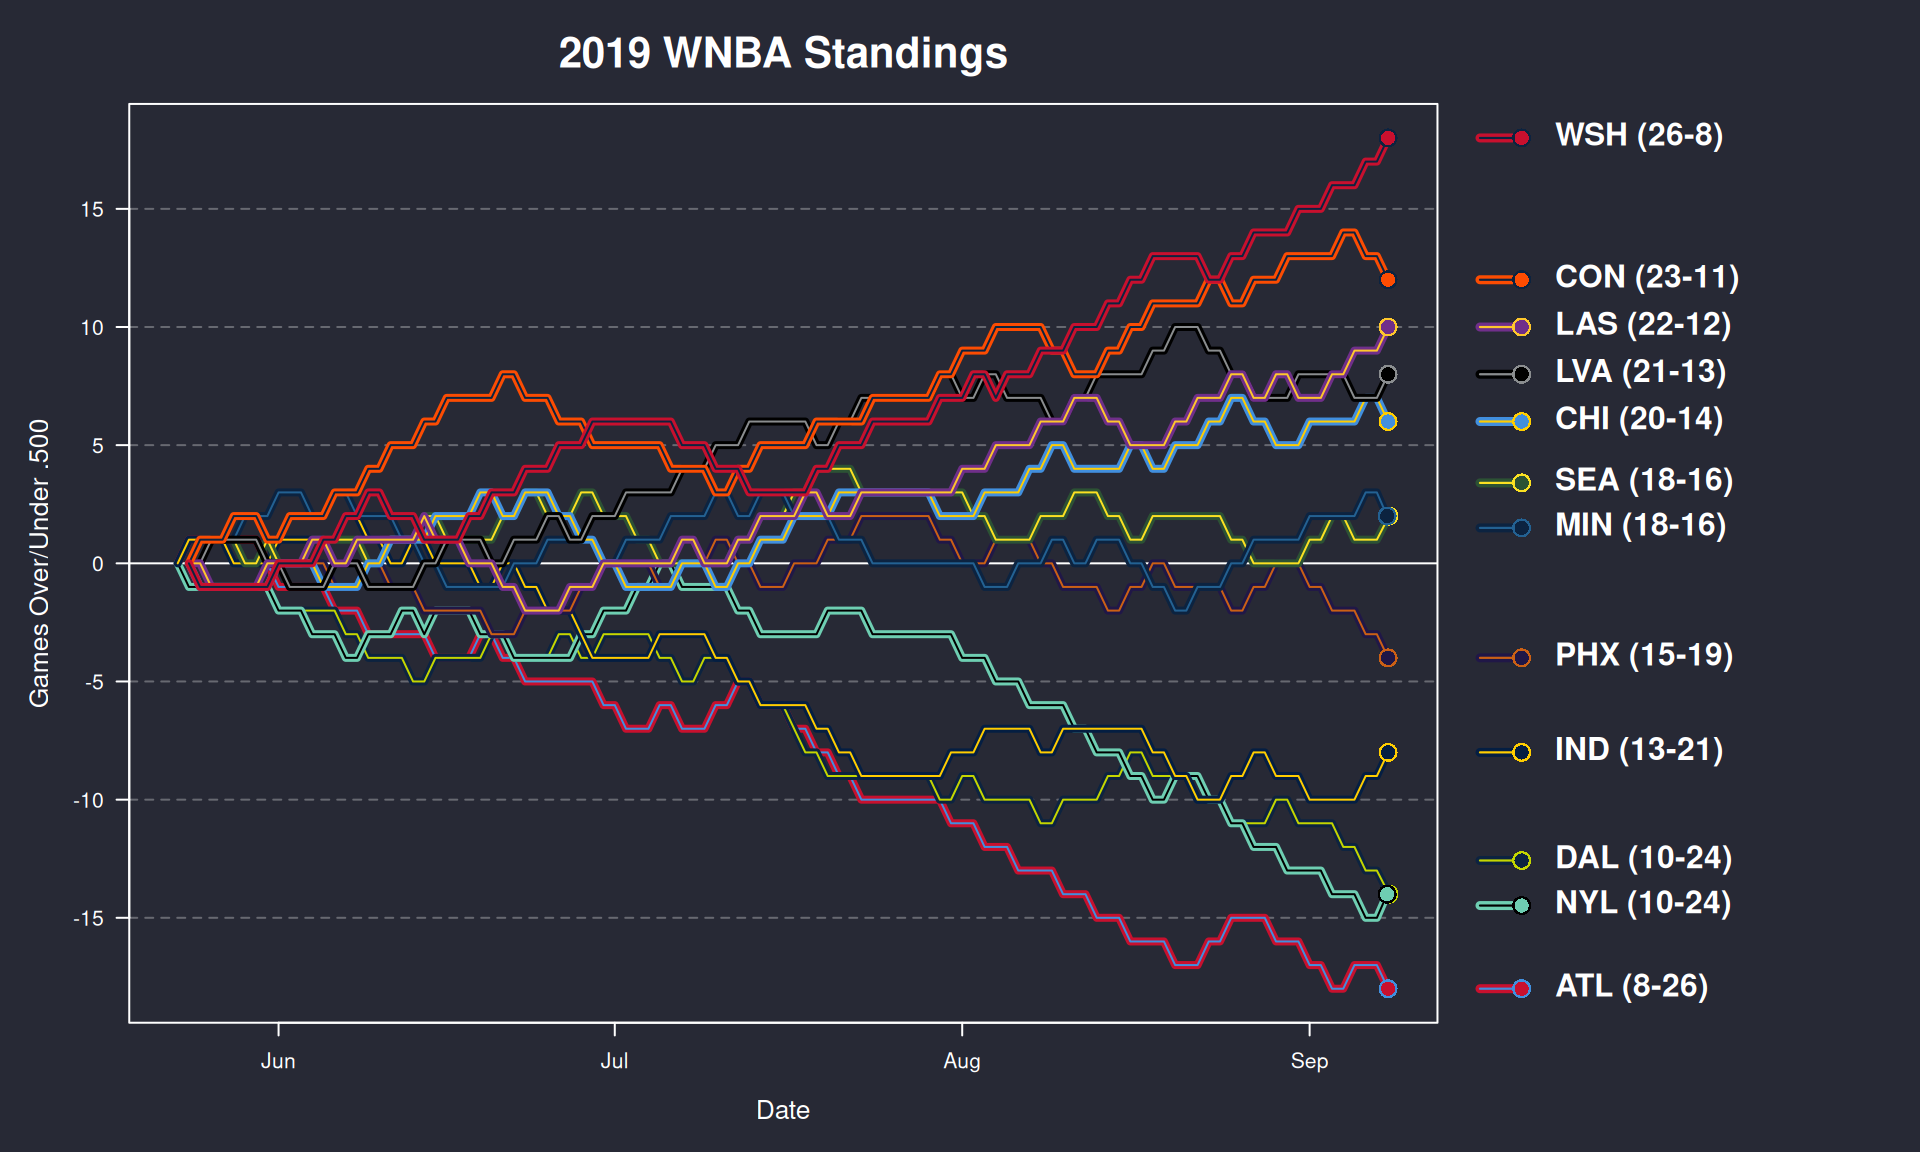 2019 WNBA Standings
Games Over/Under .500
15
10
5
0
-5
-10
-15
Jun
Jul
Aug
Sep
Date
WSH (26-8)
CON (23-11)
LAS (22-12)
LVA (21-13)
CHI (20-14)
SEA (18-16)
MIN (18-16)
PHX (15-19)
IND (13-21)
DAL (10-24)
NYL (10-24)
ATL (8-26)